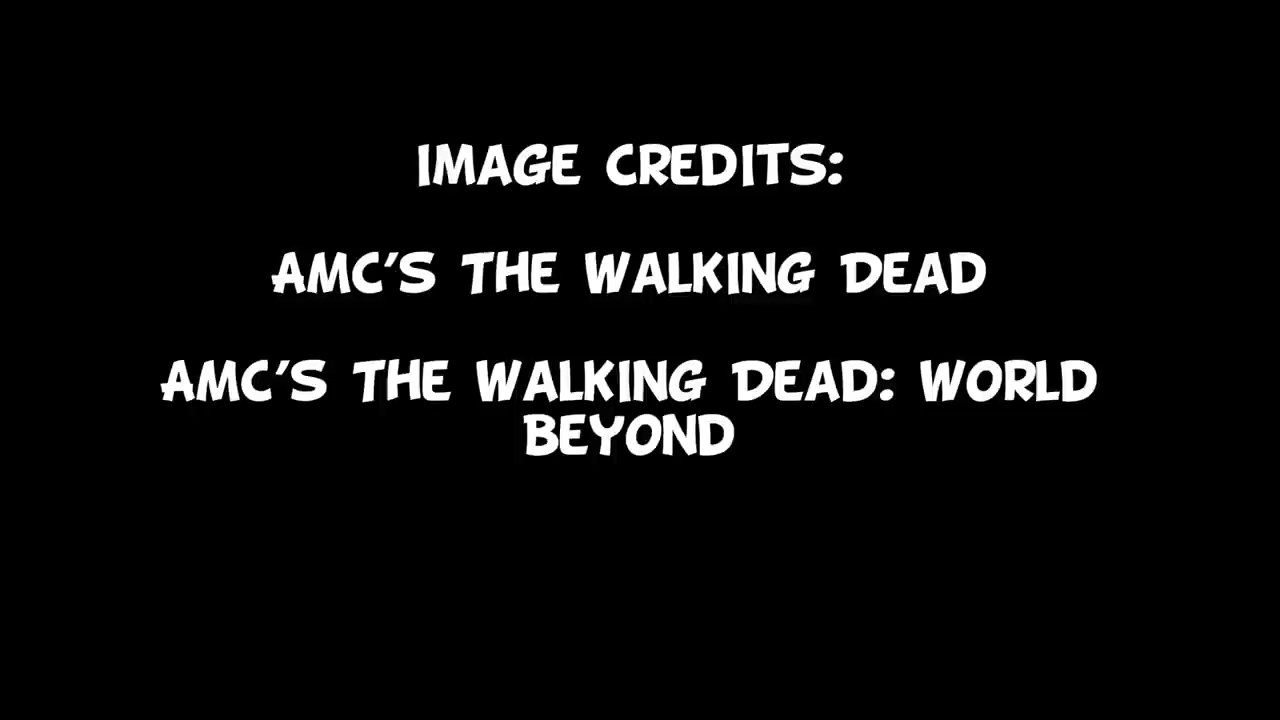 IMAGE CREDITS:
AMC'S THE WALKING DEAD
AMC'S THE WALKING DEAD: WORLD
BEYOND